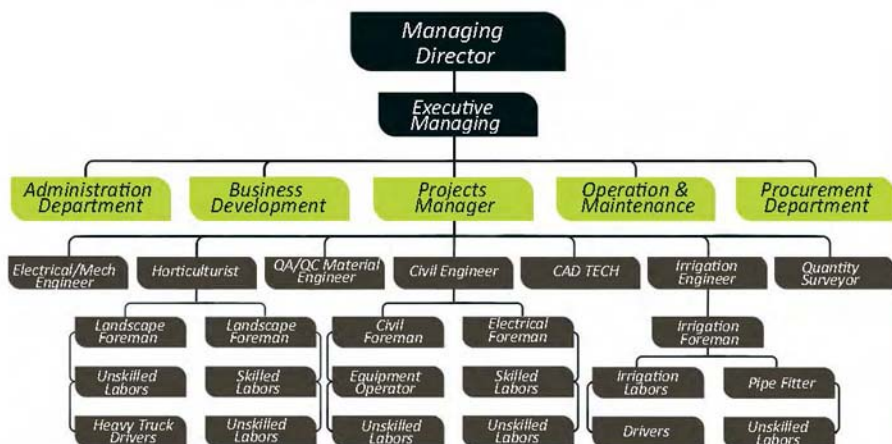 Managing
Director
Executive
Managing
Administration
Department
Business
Development
Projects
Manager
Operation &
Maintenance
Procurement
Department
Electrical/Mech
Engineer
Horticulturist
QA/QC Material
Engineer
Civil Engineer
CAD TECH
Irrigation
Engineer
Quantity
Surveyor
Landscape
Foreman
Landscape
Foreman
Civil
Foreman
Electrical
Foreman
Irrigation
Foreman
Unskilled
Labors
Skilled
Labors
Equipment
Operator
Skilled
Labors
Irrigation
Labors
Pipe Fitter
Heavy Truck
Drivers
Unskilled
Labors
Unskilled
Labors
Unskilled
Labors
Drivers
Unskilled
Labors